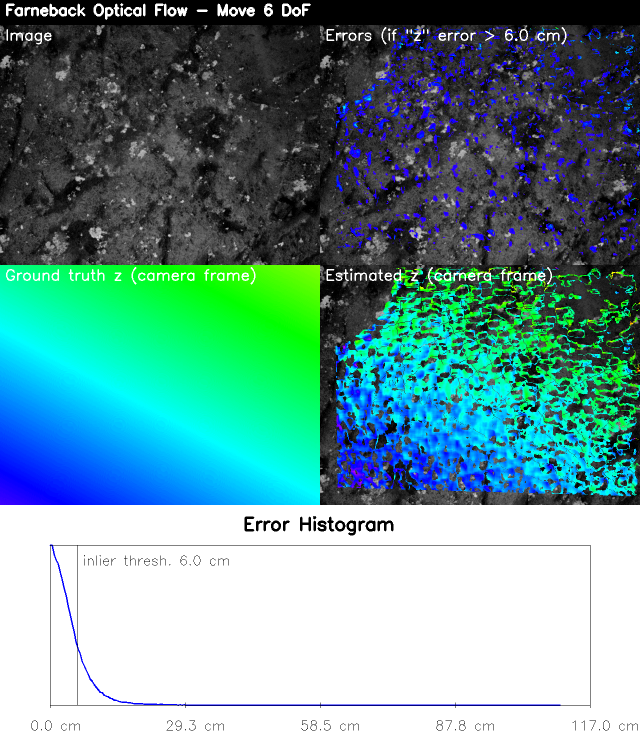 Farneback Optical Flow - Move 6 DoF
Image
Errors (if "z" error > 6.0 cm)
Ground truth z (camera frame)
Estimated z (camera frame)
Error Histogram
inlier thresh. 6.0 cm
0.0 cm 29.3 cm 58.5 cm 87.8 cm 117.0 cm